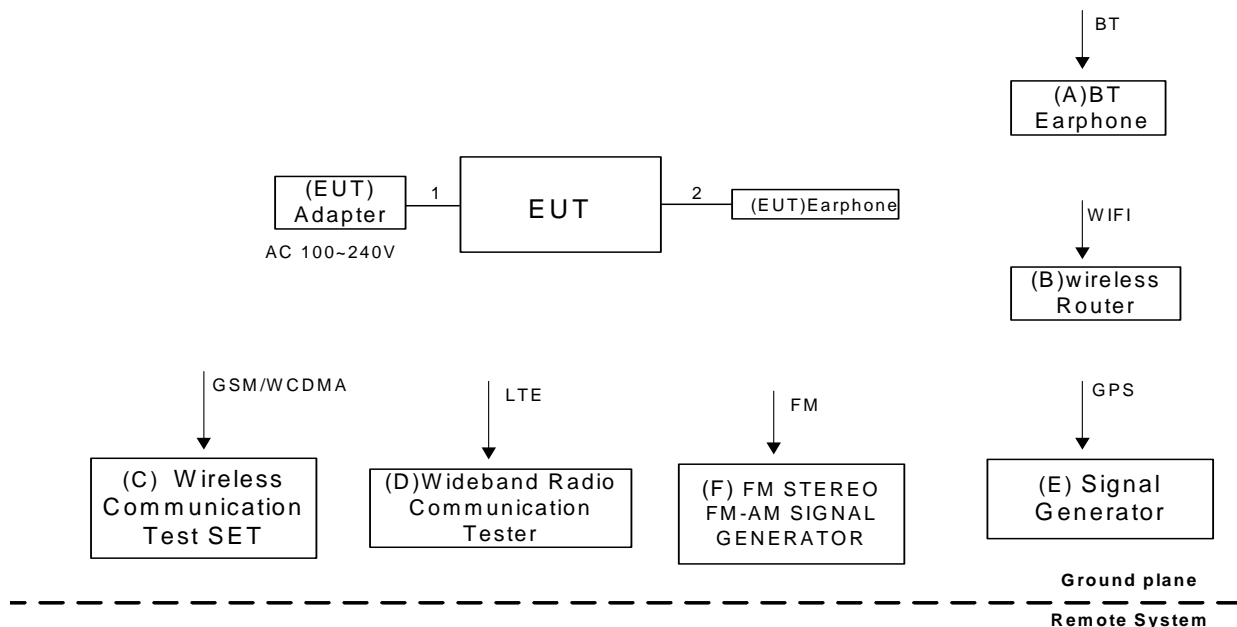 BT
(A)BT
Earphone
(EUT)
Adapter
1
EUT
2
(EUT)Earphone
AC 100~240V
WIFI
(B)wireless
Router
GSM/WCDMA
LTE
FM
GPS
(C) Wireless
Communication
Test SET
(D)Wideband Radio
Communication
Tester
(F) FM STEREO
FM-AM SIGNAL
GENERATOR
(E) Signal
Generator
Ground plane
Remote System